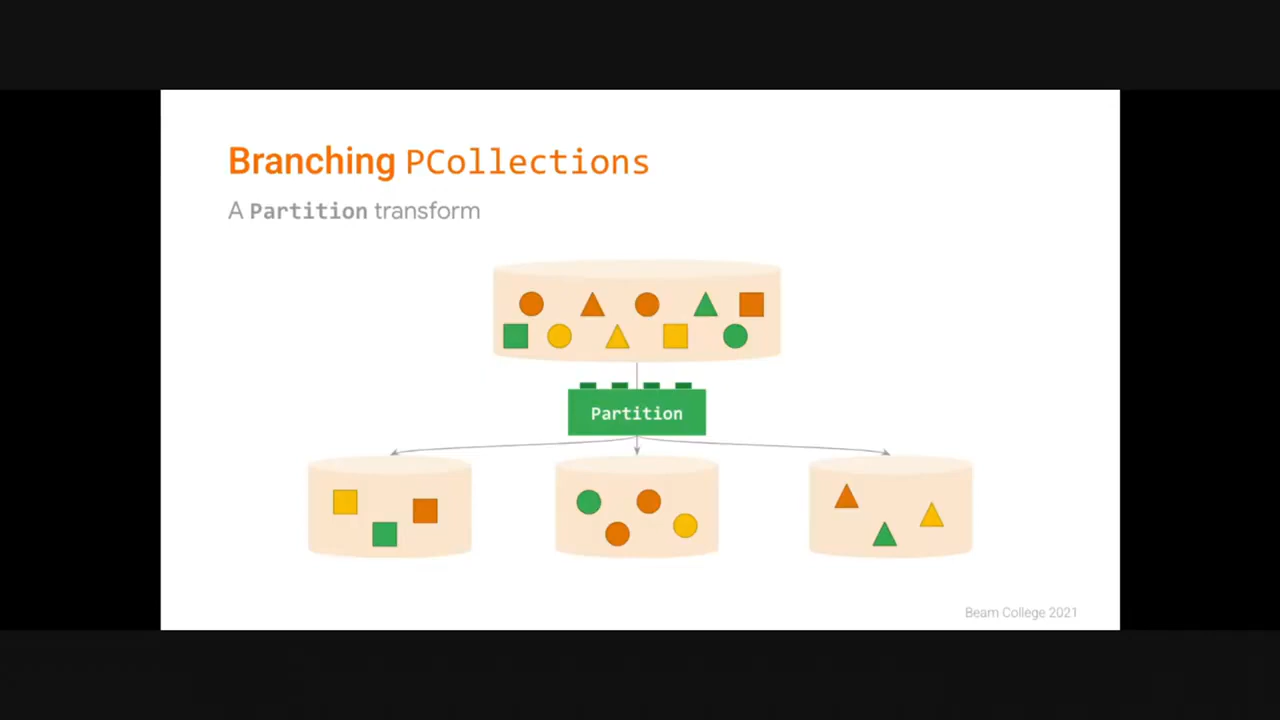 Branching PCollections
A Partition transform
Partition
Beam College 2021